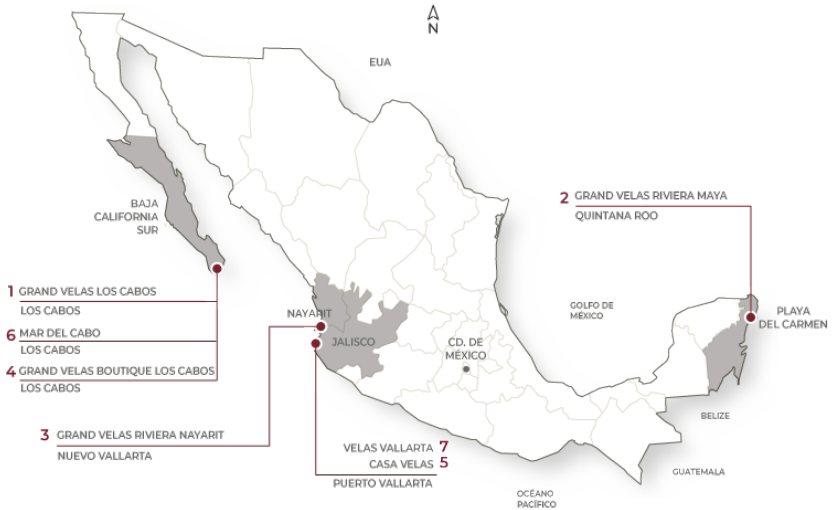 N
EUA
BAJA
CALIFORNIA
SUR
2 GRAND VELAS RIVIERA MAYA
QUINTANA ROO
1 GRAND VELAS LOS CABOS
LOS CABOS
6 MAR DEL CABO
LOS CABOS
4 GRAND VELAS BOUTIQUE LOS CABOS
LOS CABOS
NAYARIT
JALISCO
CD. DE
MÉXICO
GOLFO DE
MÉXICO
PLAYA
DEL CARMEN
BELIZE
3 GRAND VELAS RIVIERA NAYARIT
NUEVO VALLARTA
VELAS VALLARTA 7
CASA VELAS 5
PUERTO VALLARTA
GUATEMALA
OCÉANO
PACÍFICO